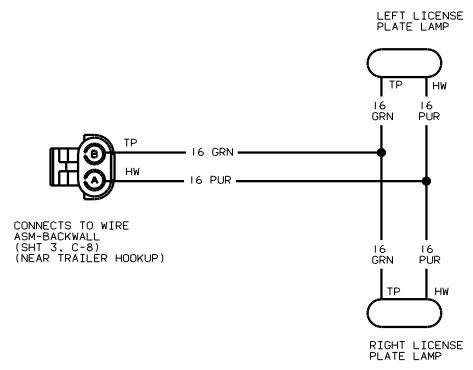 LEFT LICENSE
PLATE LAMP
TP HW
16 GRN
16 PUR
TP
B 16 GRN
HW
A 16 PUR
CONNECTS TO WIRE
ASM-BACKWALL
(SHT 3, C-8)
(NEAR TRAILER HOOKUP)
16 GRN
16 PUR
TP HW
RIGHT LICENSE
PLATE LAMP